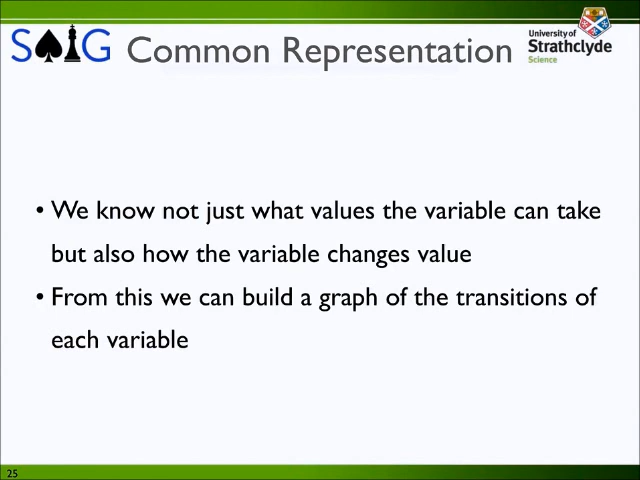 SAIG Common Representation
University of
Strathclyde
Science
• We know not just what values the variable can take
but also how the variable changes value
• From this we can build a graph of the transitions of
each variable
25